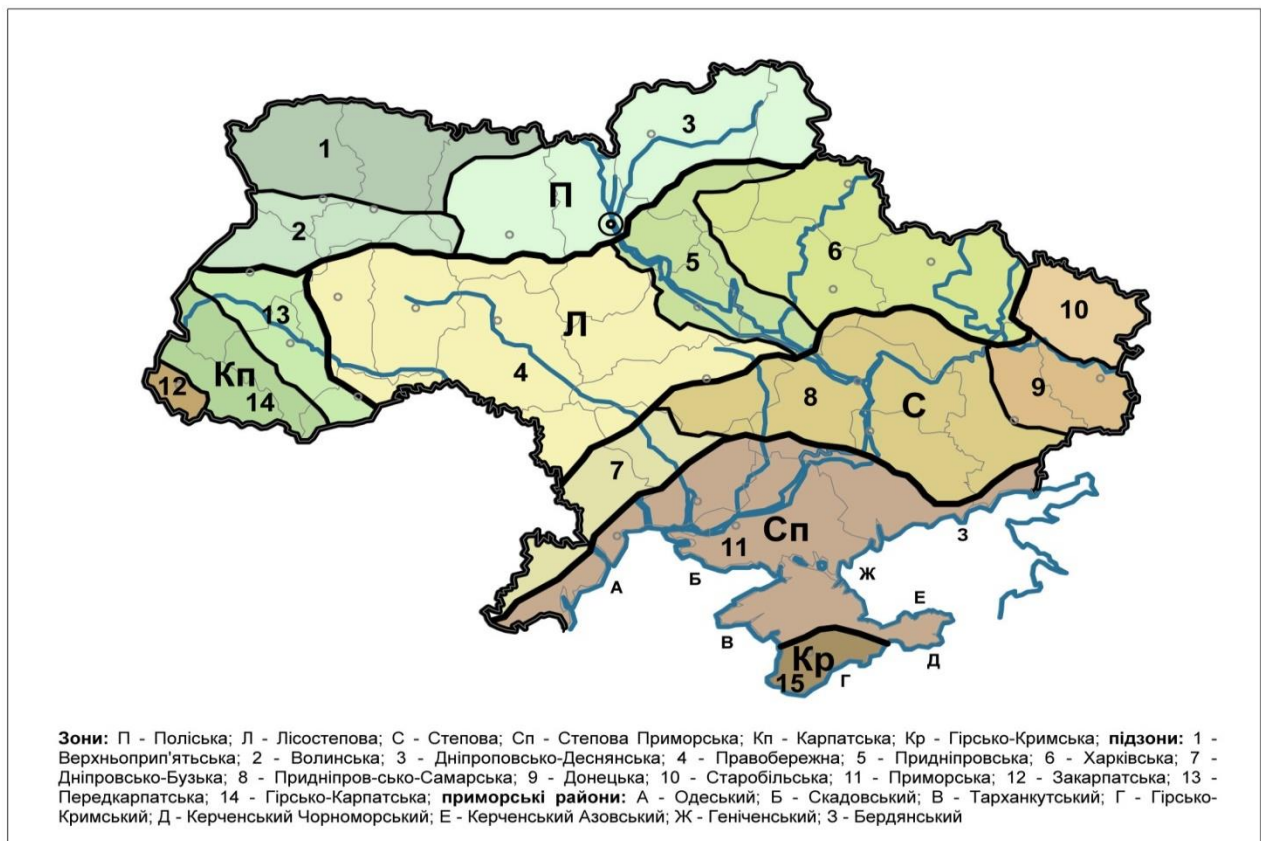 1
3
П
2
5
6
13
Л
10
Кп
4
12
14
8
С
9
7
Сп
11
З
А
Б
Ж
Е
В
Кр
Д
15
Г
Зони: П - Поліська; Л - Лісостепова; С - Степова; Сп - Степова Приморська; Кп - Карпатська; Кр - Гірсько-Кримська; підзони: 1 -
Верхньоприп'ятьська; 2 - Волинська; 3 - Дніпроповсько-Деснянська; 4 - Правобережна; 5 - Придніпровська; 6 - Харківська; 7 -
Дніпровсько-Бузька; 8 - Придніпров-сько-Самарська; 9 - Донецька; 10 - Старобільська; 11 - Приморська; 12 - Закарпатська; 13 -
Передкарпатська; 14 - Гірсько-Карпатська; приморські райони: А - Одеський; Б - Скадовський; В - Тарханкутський; Г - Гірсько-
Кримський; Д - Керченський Чорноморський; Е - Керченський Азовський; Ж - Геніченський; З - Бердянський